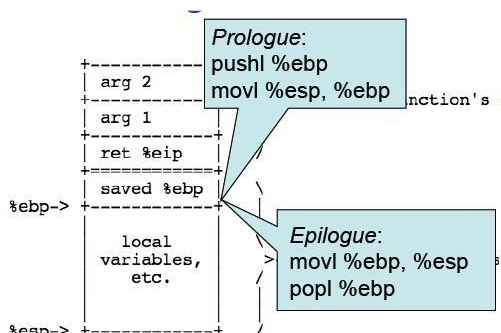 Prologue:
pushl %ebp
movl %esp, %ebp
arg 2
nction's
arg 1
ret %eip
saved %ebp
%ebp->
local
variables,
etc.
Epilogue:
movl %ebp, %esp
popl %ebp
%esp->